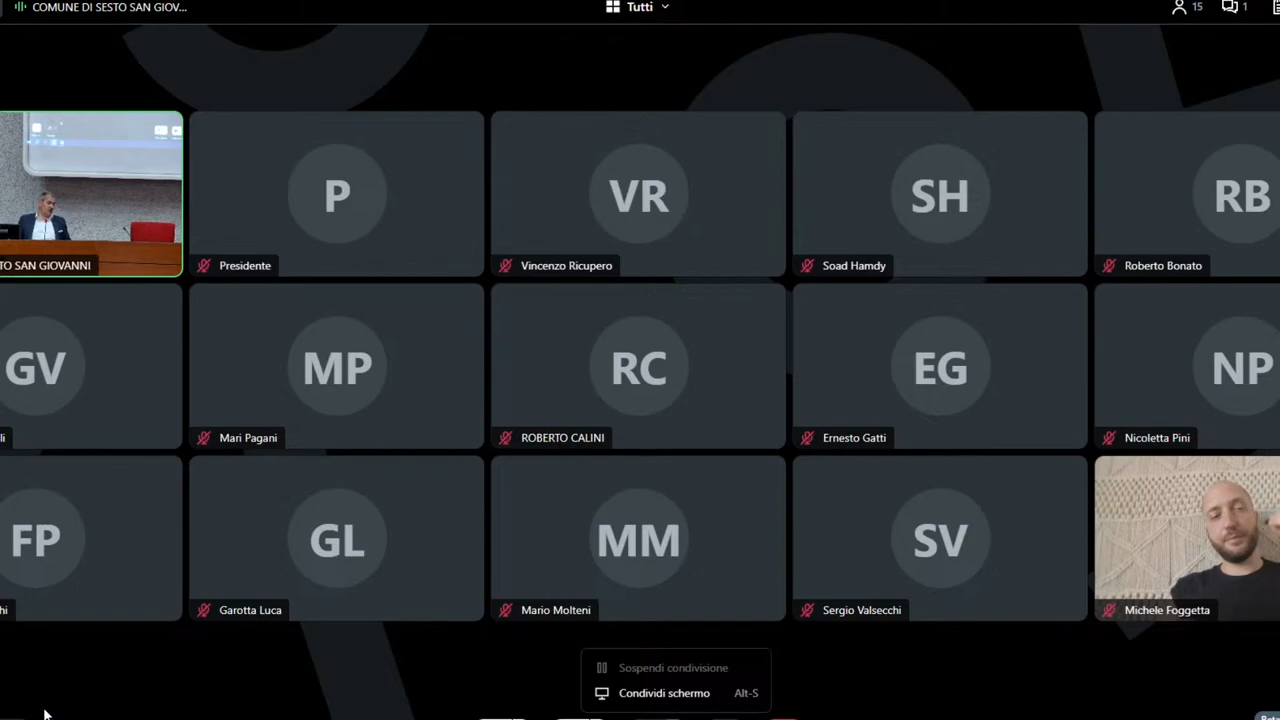 COMUNE DI SESTO SAN GIOV...
Tutti
15
1
P
VR
SH
RB
TO SAN GIOVANNI
Presidente
Vincenzo Ricupero
Soad Hamdy
Roberto Bonato
GV
MP
RC
EG
NP
li
Mari Pagani
ROBERTO CALINI
Ernesto Gatti
Nicoletta Pini
FP
GL
MM
SV
hi
Garotta Luca
Mario Molteni
Sergio Valsecchi
Michele Foggetta
Sospendi condivisione
Condividi schermo Alt-S